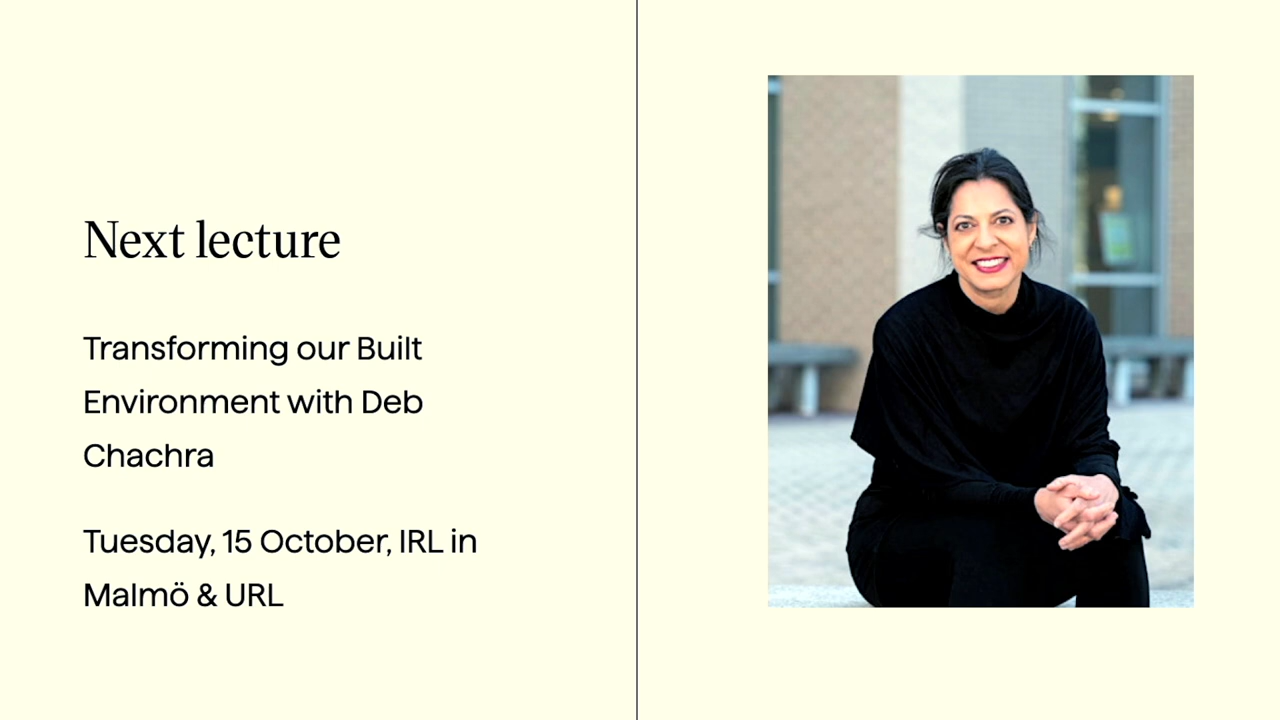 Next lecture
Transforming our Built
Environment with Deb
Chachra
Tuesday, 15 October, IRL in
Malmö & URL